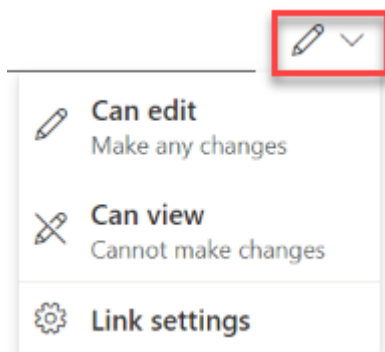 Can edit
Make any changes
Can view
Cannot make changes
Link settings